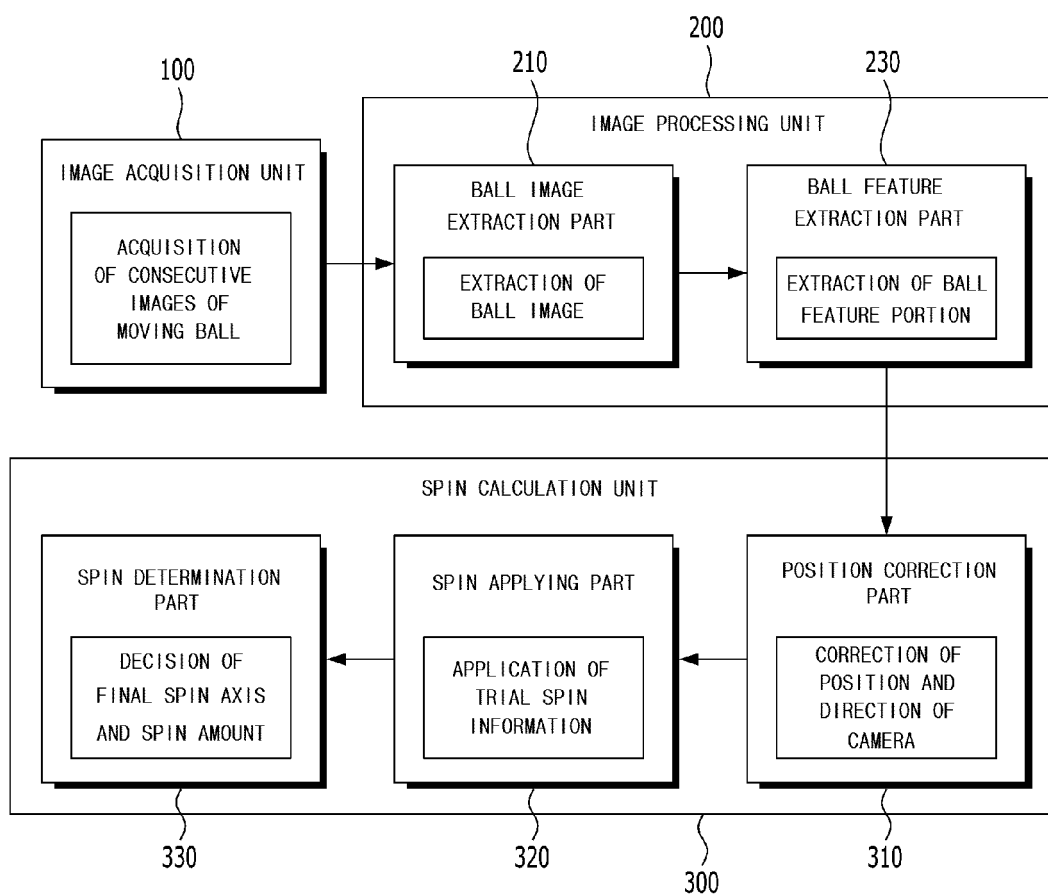 200
100
210
230
IMAGE PROCESSING UNIT
IMAGE ACQUISITION UNIT
ACQUISITION
OF CONSECUTIVE
IMAGES OF
MOVING BALL
BALL IMAGE
EXTRACTION PART
EXTRACTION OF
BALL IMAGE
BALL FEATURE
EXTRACTION PART
EXTRACTION OF BALL
FEATURE PORTION
SPIN CALCULATION UNIT
SPIN DETERMINATION
PART
DECISION OF
FINAL SPIN AXIS
AND SPIN AMOUNT
SPIN APPLYING PART
APPLICATION OF
TRIAL SPIN
INFORMATION
POSITION CORRECTION
PART
CORRECTION OF
POSITION AND
DIRECTION OF
CAMERA
330
320
300
310